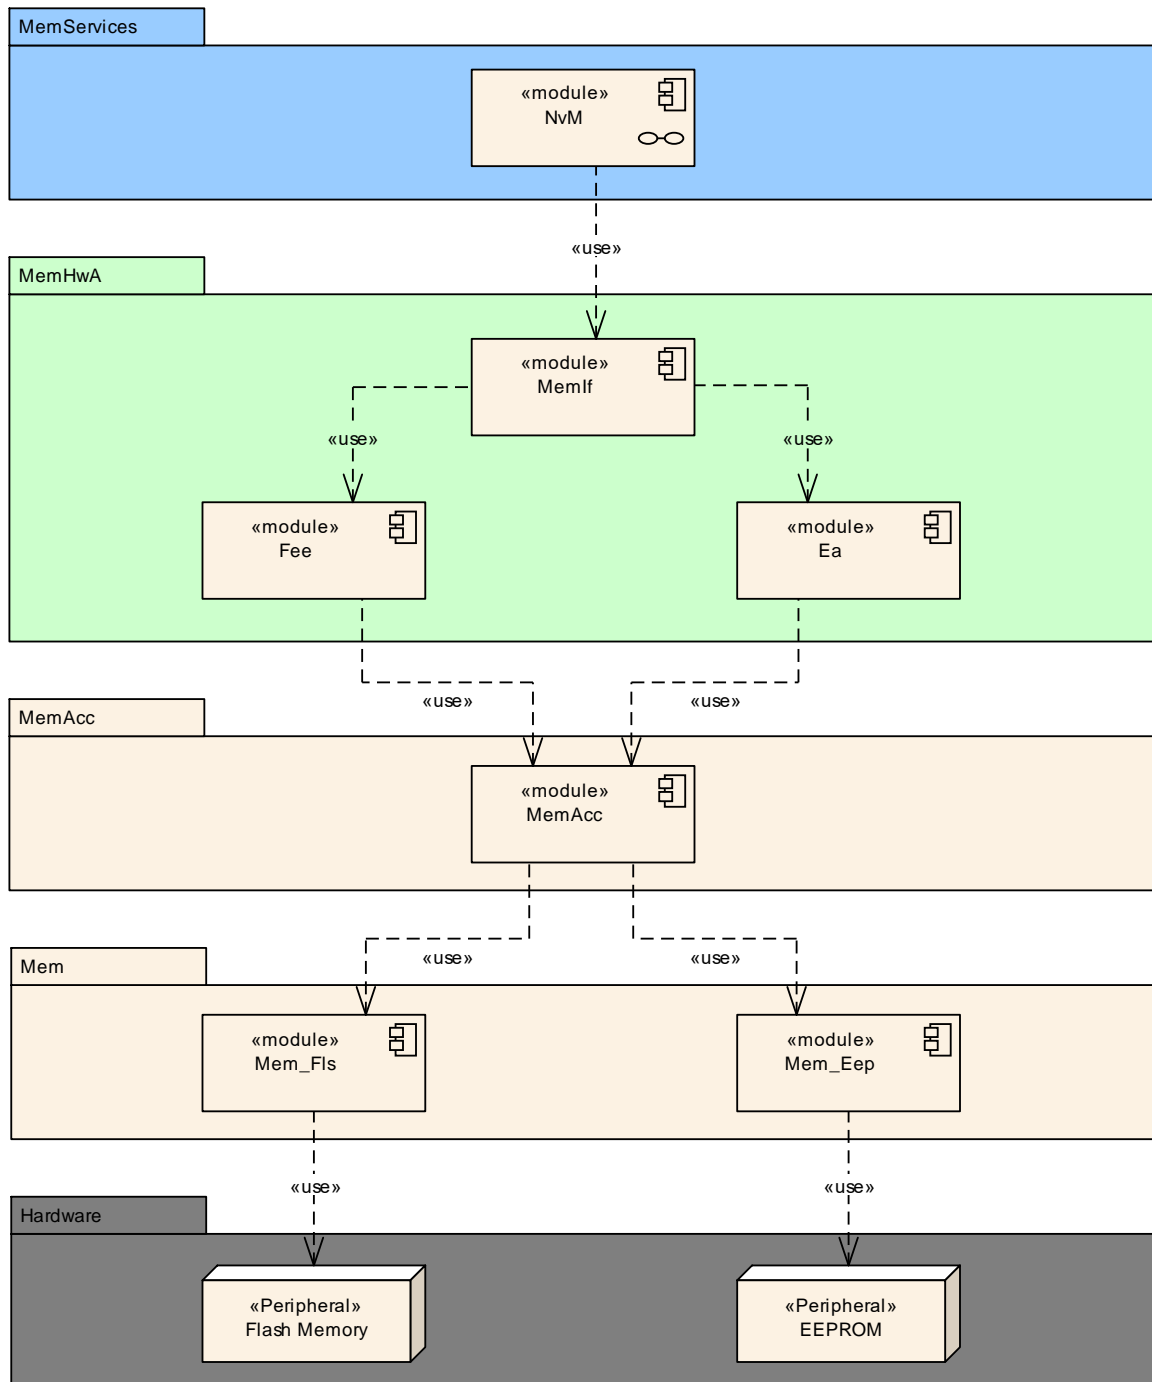 MemServices
«module»
NvM
«use»
MemHwA
«module»
MemIf
«use»
«use»
«module»
Fee
«module»
Ea
«use»
«use»
MemAcc
«module»
MemAcc
«use»
«use»
Mem
«module»
Mem_Fls
«module»
Mem_Eep
«use»
«use»
Hardware
«Peripheral»
Flash Memory
«Peripheral»
EEPROM